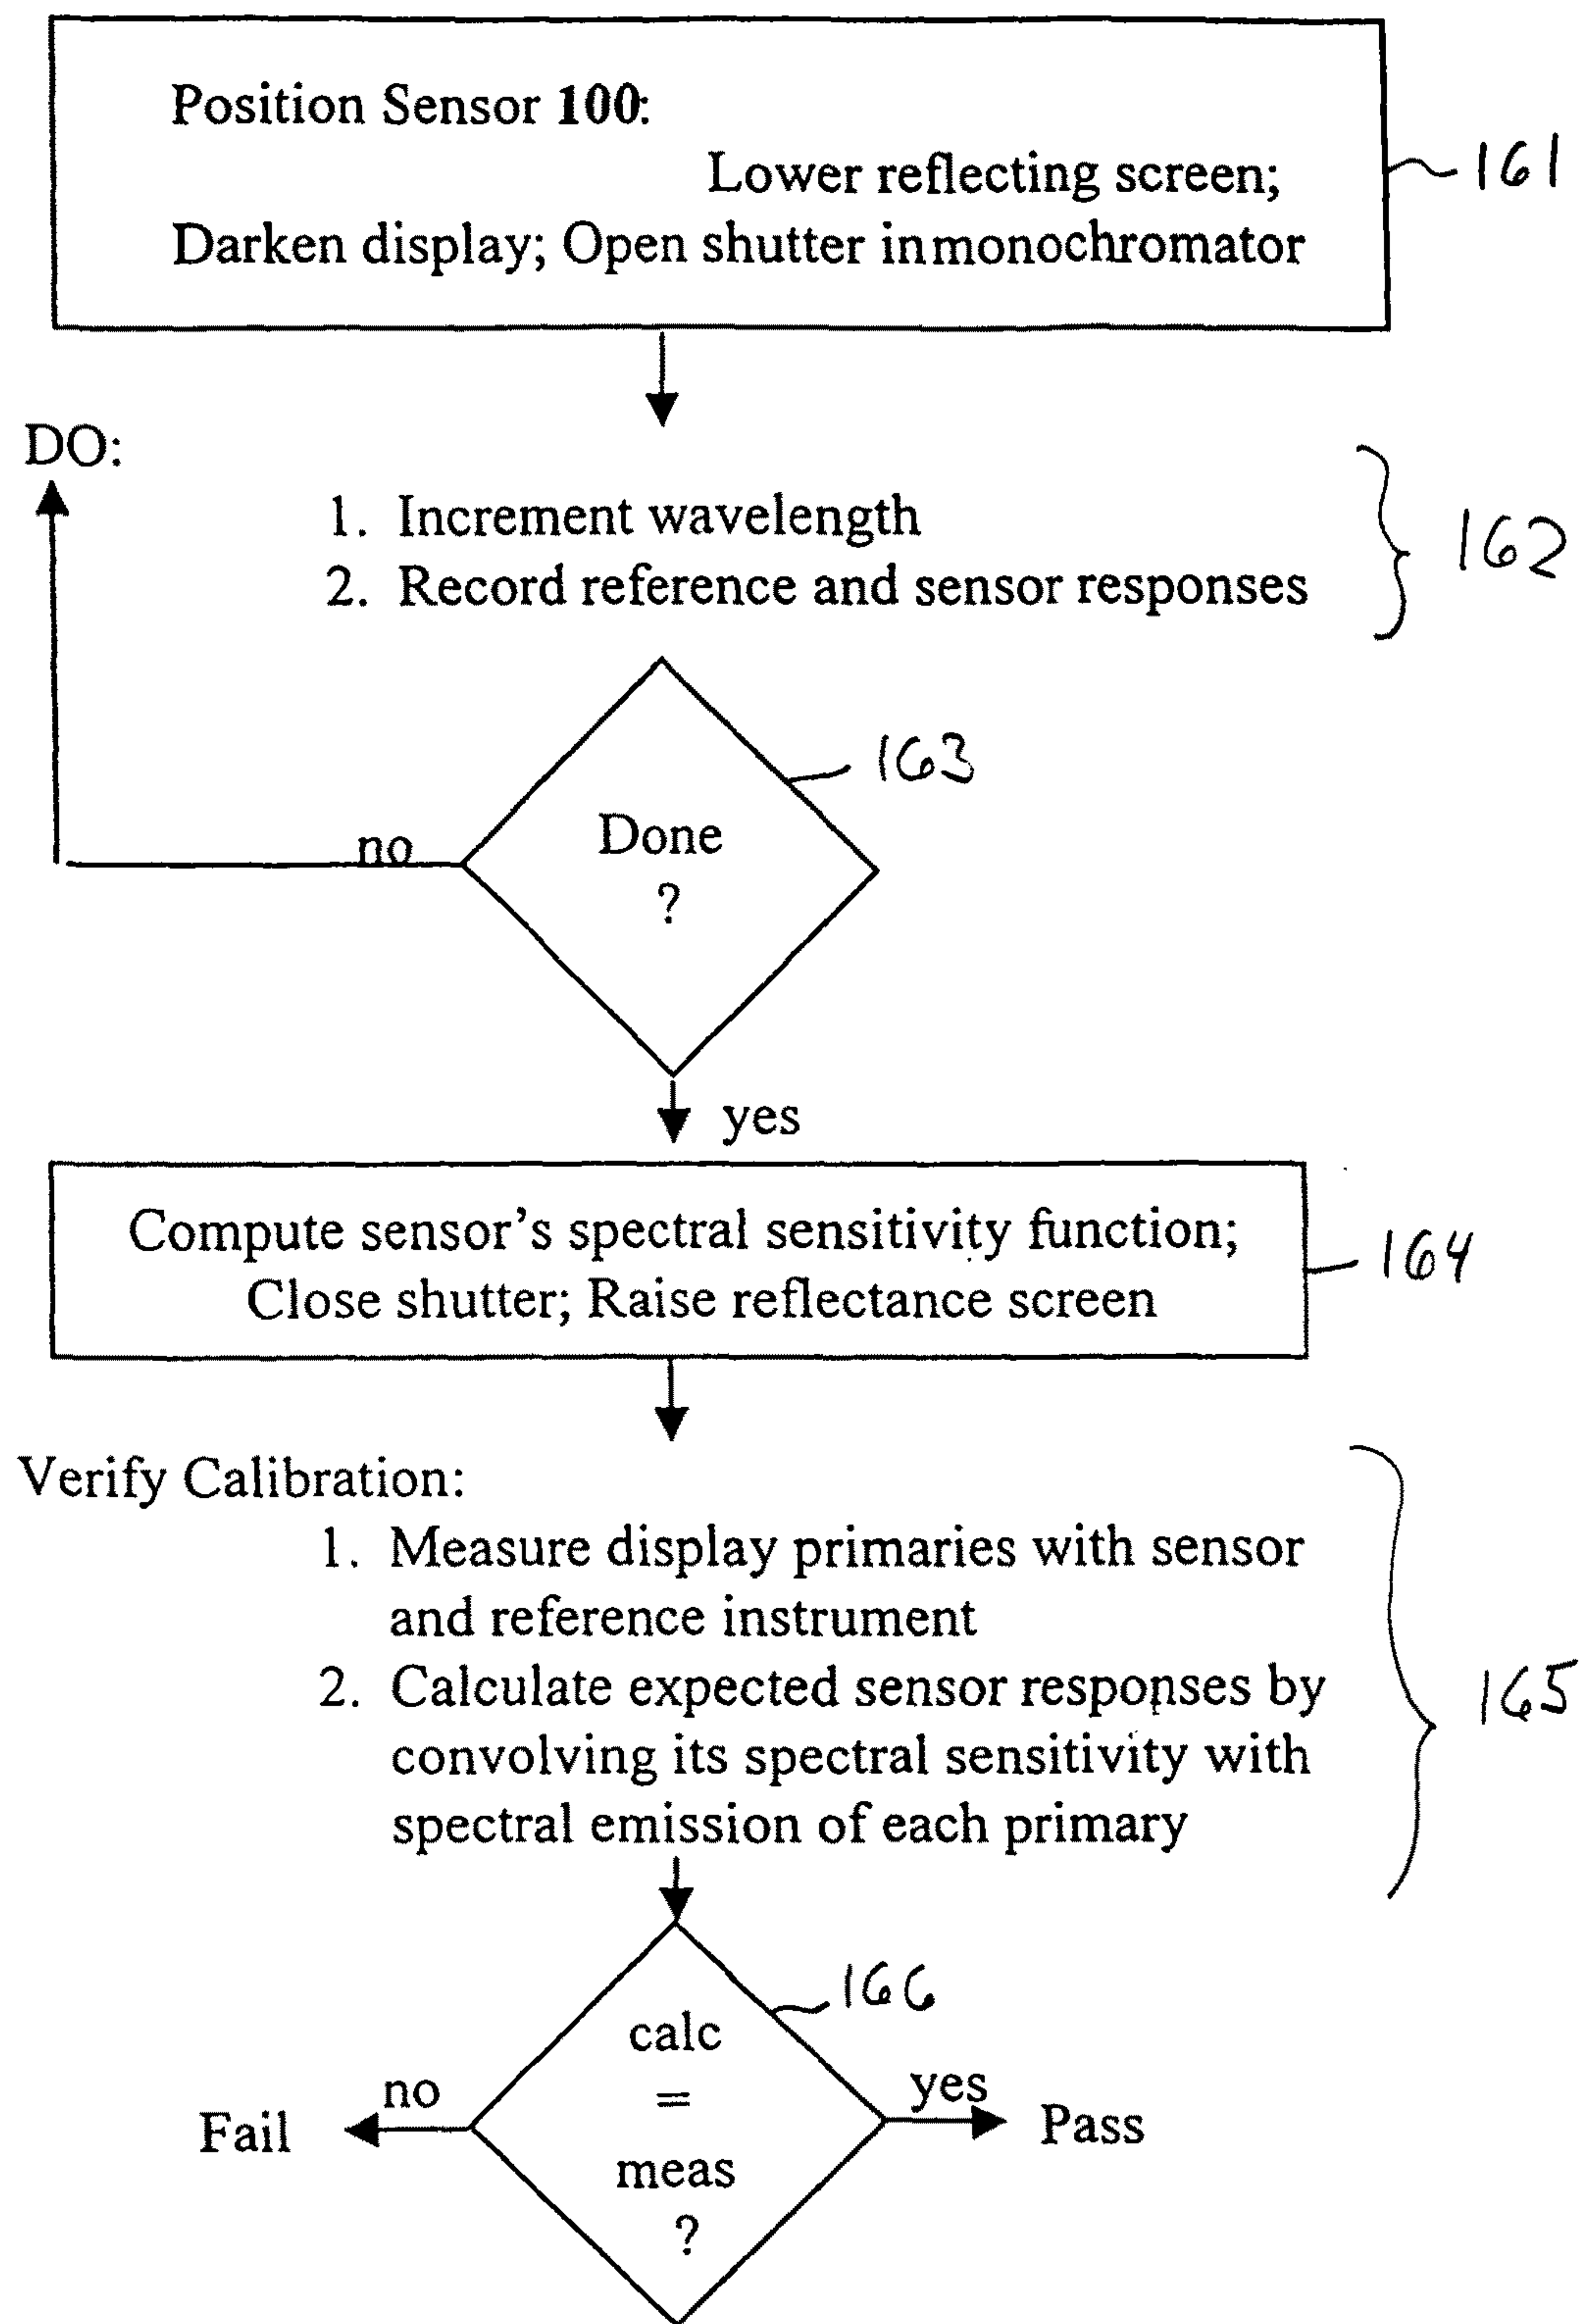 Position Sensor 100:
Lower reflecting screen;
Darken display; Open shutter inmonochromator
161
DO:
1. Increment wavelength
2. Record reference and sensor responses
162
163
Done
?
no
yes
Compute sensor's spectral sensitivity function;
Close shutter; Raise reflectance screen
164
Verify Calibration:
1. Measure display primaries with sensor
and reference instrument
2. Calculate expected sensor responses by
convolving its spectral sensitivity with
spectral emission of each primary
165
166
calc
=
meas
?
no
Fail
yes
Pass